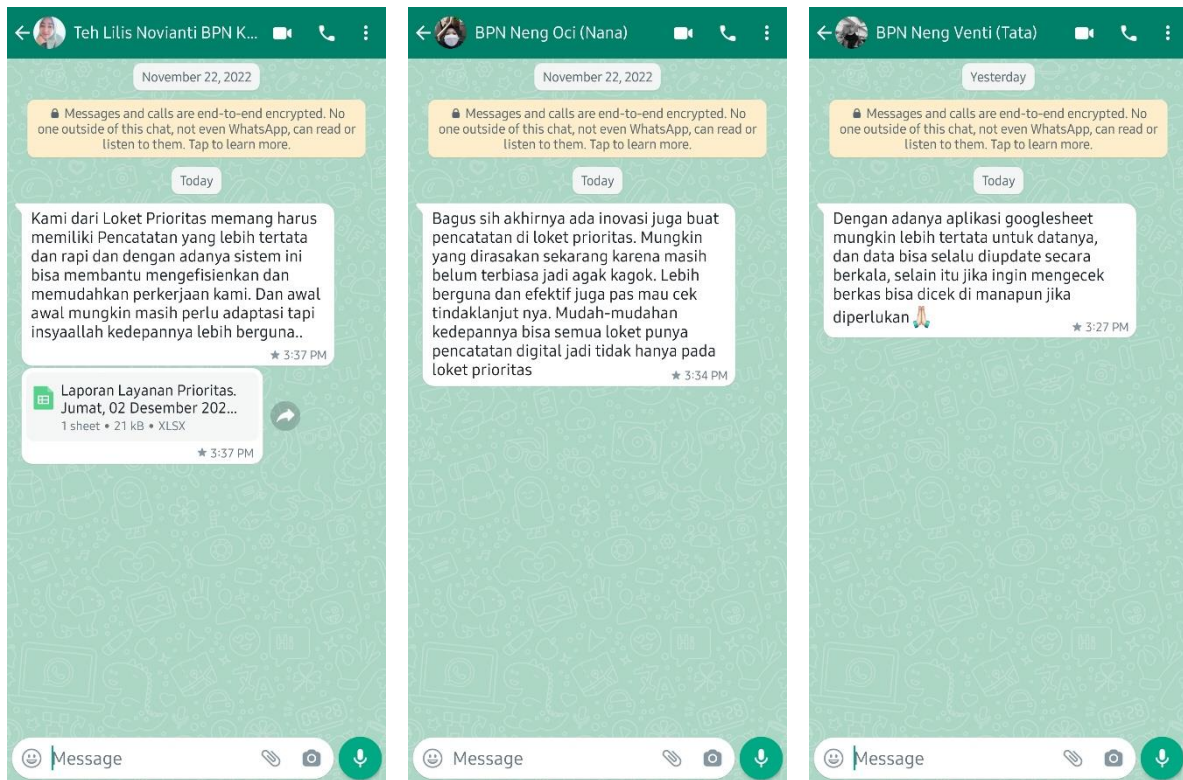 Teh Lilis Novianti BPN K...
November 22, 2022
Messages and calls are end-to-end encrypted. No
one outside of this chat, not even WhatsApp, can read or
listen to them. Tap to learn more.
Today
Kami dari Loket Prioritas memang harus
memiliki Pencatatan yang lebih tertata
dan rapi dan dengan adanya sistem ini
bisa membantu mengefisienkan dan
memudahkan perkerjaan kami. Dan awal
awal mungkin masih perlu adaptasi tapi
insyaallah kedepannya lebih berguna..
3:37 PM
Laporan Layanan Prioritas.
Jumat, 02 Desember 202...
1 sheet • 21 kB • XLSX
3:37 PM
Message
BPN Neng Oci (Nana)
November 22, 2022
Messages and calls are end-to-end encrypted. No
one outside of this chat, not even WhatsApp, can read or
listen to them. Tap to learn more.
Today
Bagus sih akhirnya ada inovasi juga buat
pencatatan di loket prioritas. Mungkin
yang dirasakan sekarang karena masih
belum terbiasa jadi agak kagok. Lebih
berguna dan efektif juga pas mau cek
tindaklanjut nya. Mudah-mudahan
kedepannya bisa semua loket punya
pencatatan digital jadi tidak hanya pada
loket prioritas
3:34 PM
Message
BPN Neng Venti (Tata)
Yesterday
Messages and calls are end-to-end encrypted. No
one outside of this chat, not even WhatsApp, can read or
listen to them. Tap to learn more.
Today
Dengan adanya aplikasi googlesheet
mungkin lebih tertata untuk datanya,
dan data bisa selalu diupdate secara
berkala, selain itu jika ingin mengecek
berkas bisa dicek di manapun jika
diperlukan 🙏🏻
3:27 PM
Message